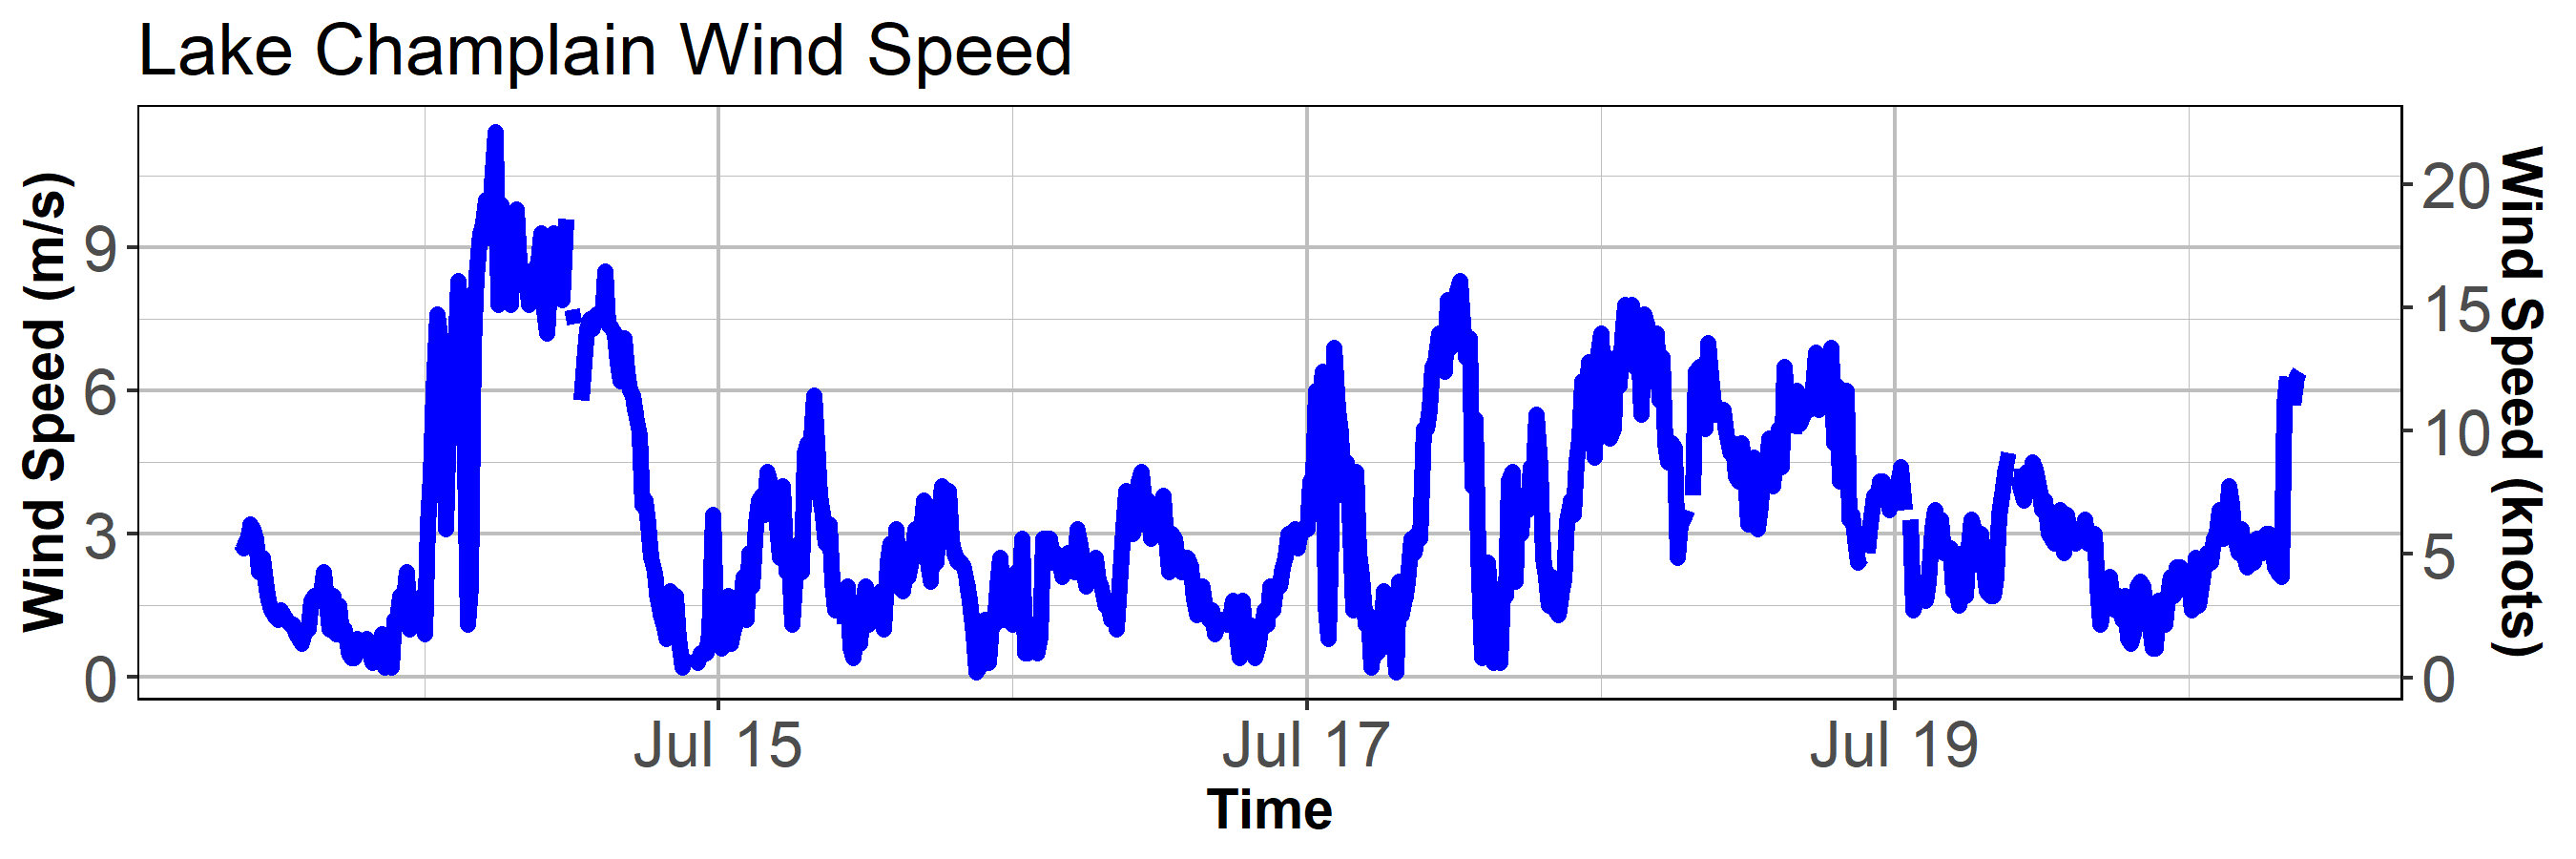 Lake Champlain Wind Speed
Wind Speed (m/s)
9
6
3
0
20
15
10
5
0
Wind Speed (knots)
Jul 15
Jul 17
Jul 19
Time